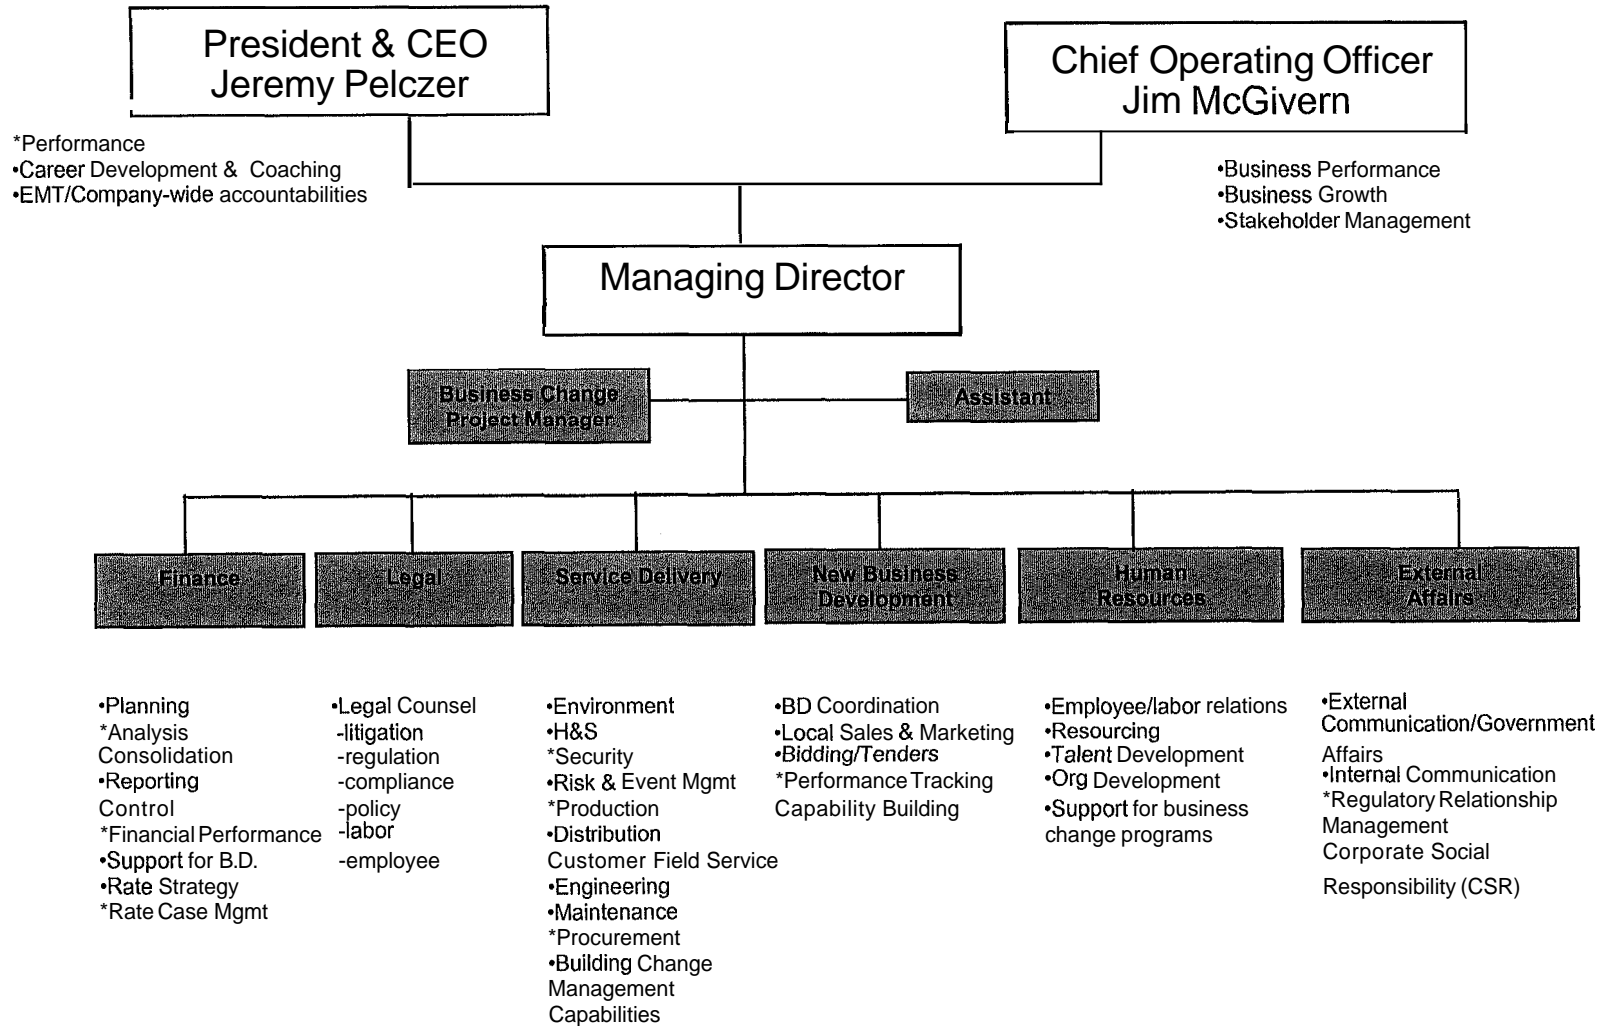 President & CEO
Jeremy Pelczer
*Performance
•Career Development & Coaching
•EMT/Company-wide accountabilities
Chief Operating Officer
Jim McGivern
•Business Performance
•Business Growth
•Stakeholder Management
Managing Director
Business Change
Project Manager
Assistant
Finance
Legal
Service Delivery
New Business
Development
Human
Resources
External
Affairs
•Planning
*Analysis
Consolidation
•Reporting
Control
*Financial Performance
•Support for B.D.
•Rate Strategy
*Rate Case Mgmt
•Legal Counsel
-litigation
-regulation
-compliance
-policy
-labor
-employee
•Environment
•H&S
*Security
•Risk & Event Mgmt
*Production
•Distribution
Customer Field Service
•Engineering
•Maintenance
*Procurement
•Building Change
Management
Capabilities
•BD Coordination
•Local Sales & Marketing
•Bidding/Tenders
*Performance Tracking
Capability Building
•Employee/labor relations
•Resourcing
•Talent Development
•Org Development
•Support for business
change programs
•External
Communication/Government
Affairs
•Internal Communication
*Regulatory Relationship
Management
Corporate Social
Responsibility (CSR)